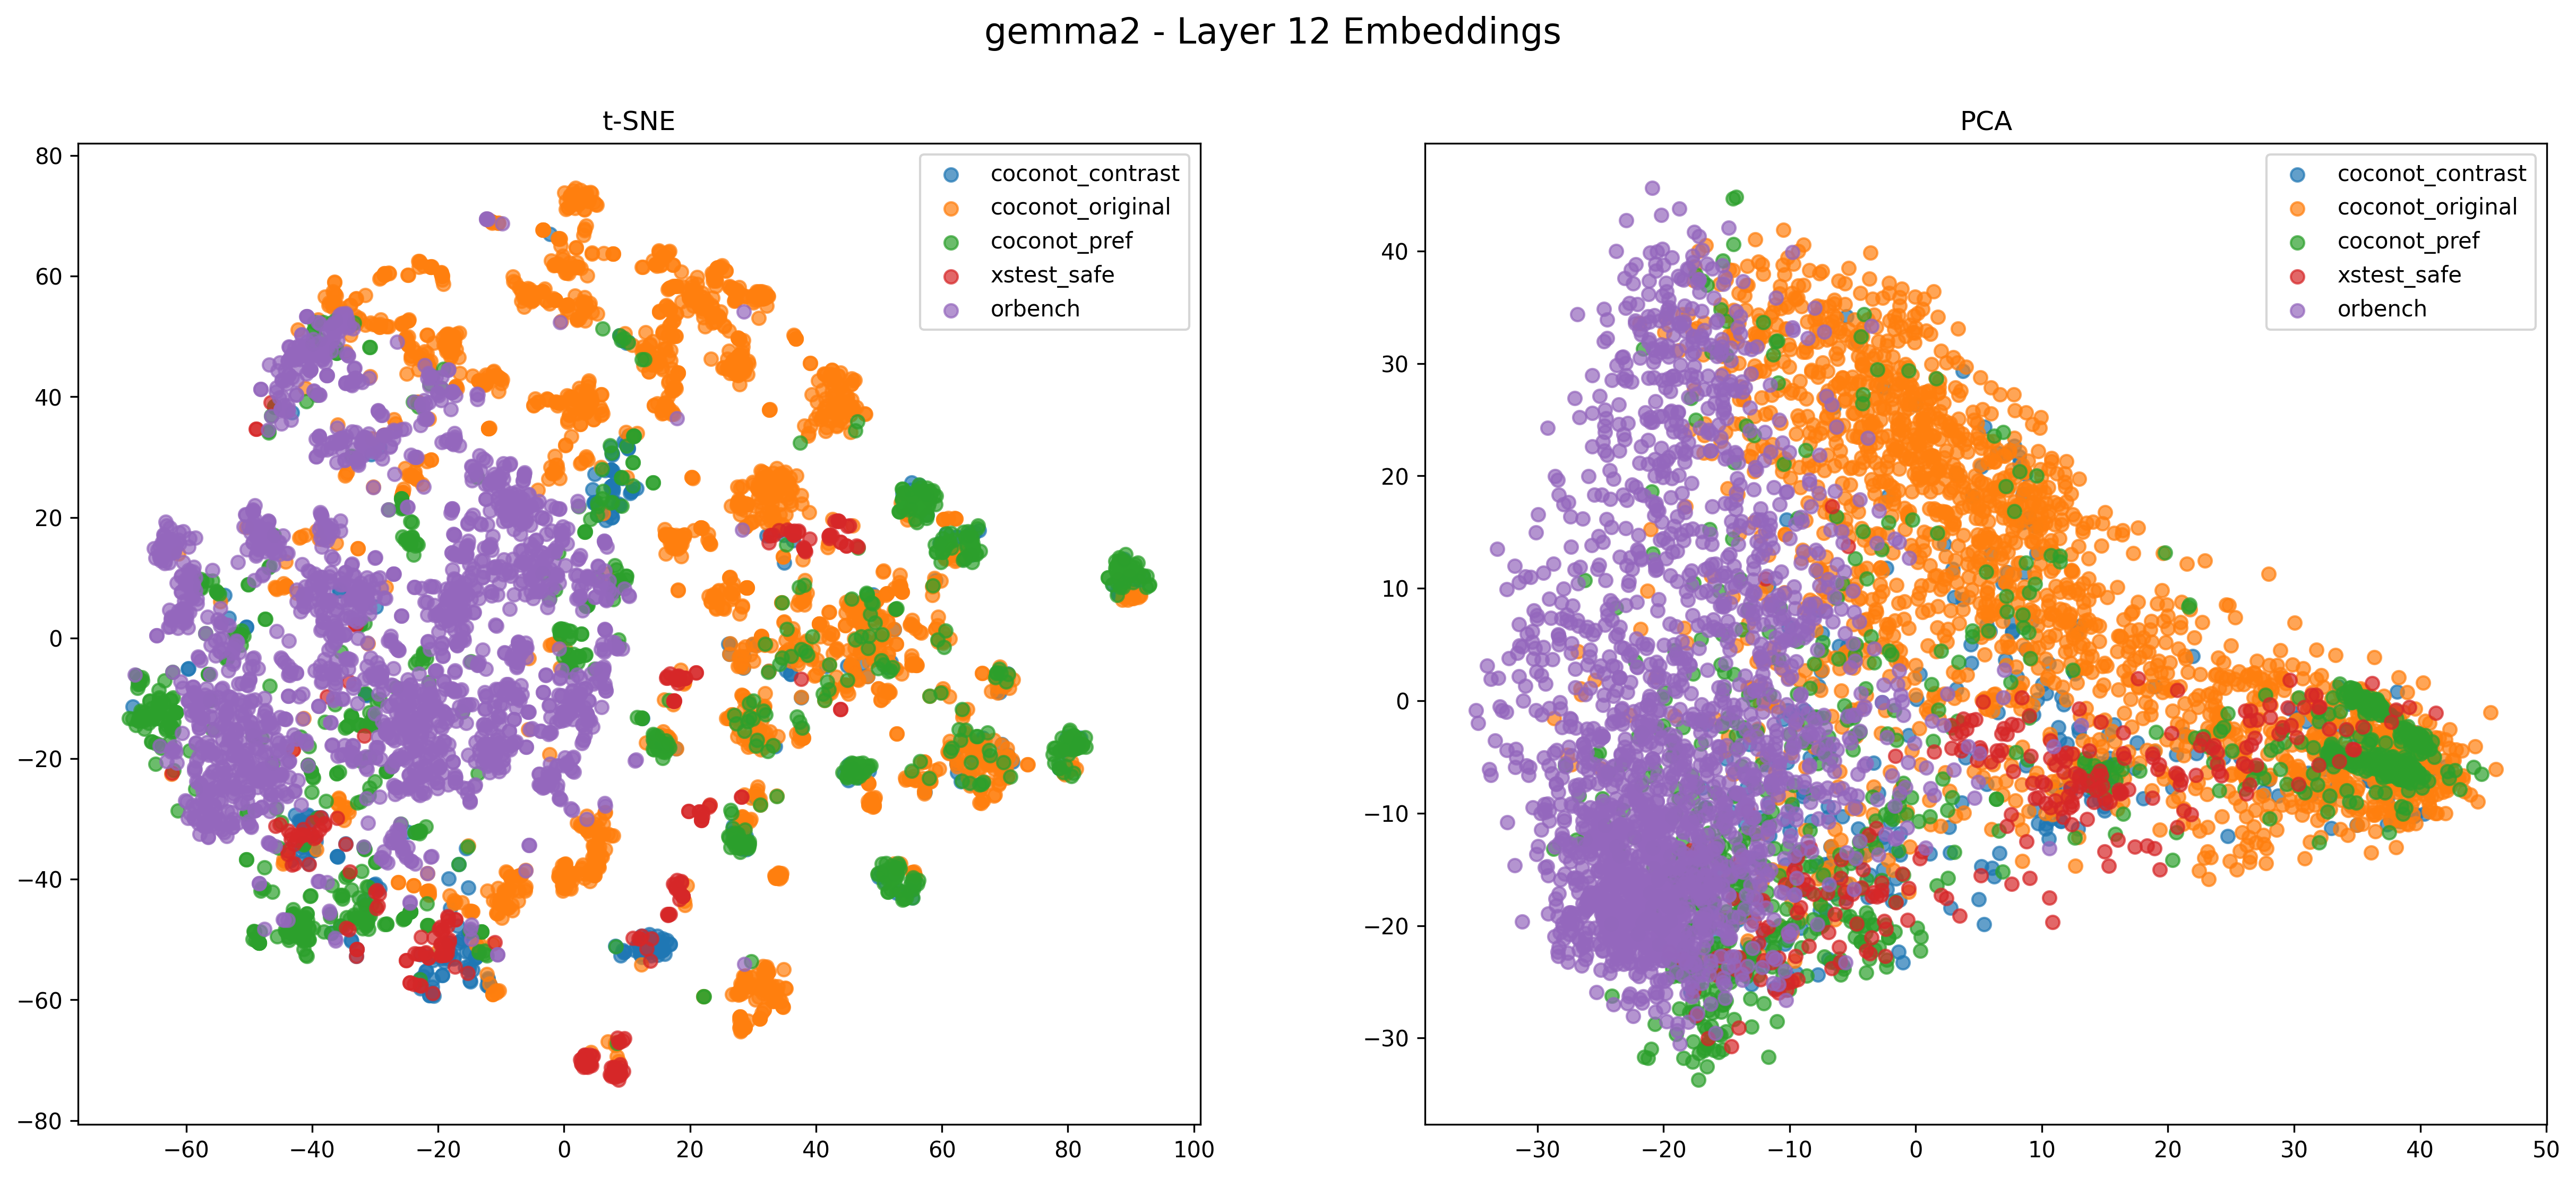 gemma2 - Layer 12 Embeddings
t-SNE
coconot_contrast
coconot_original
coconot_pref
xstest_safe
orbench
80
60
40
20
0
−20
−40
−60
−80
−60 −40 −20 0 20 40 60 80 100
PCA
coconot_contrast
coconot_original
coconot_pref
xstest_safe
orbench
40
30
20
10
0
−10
−20
−30
−30 −20 −10 0 10 20 30 40 50